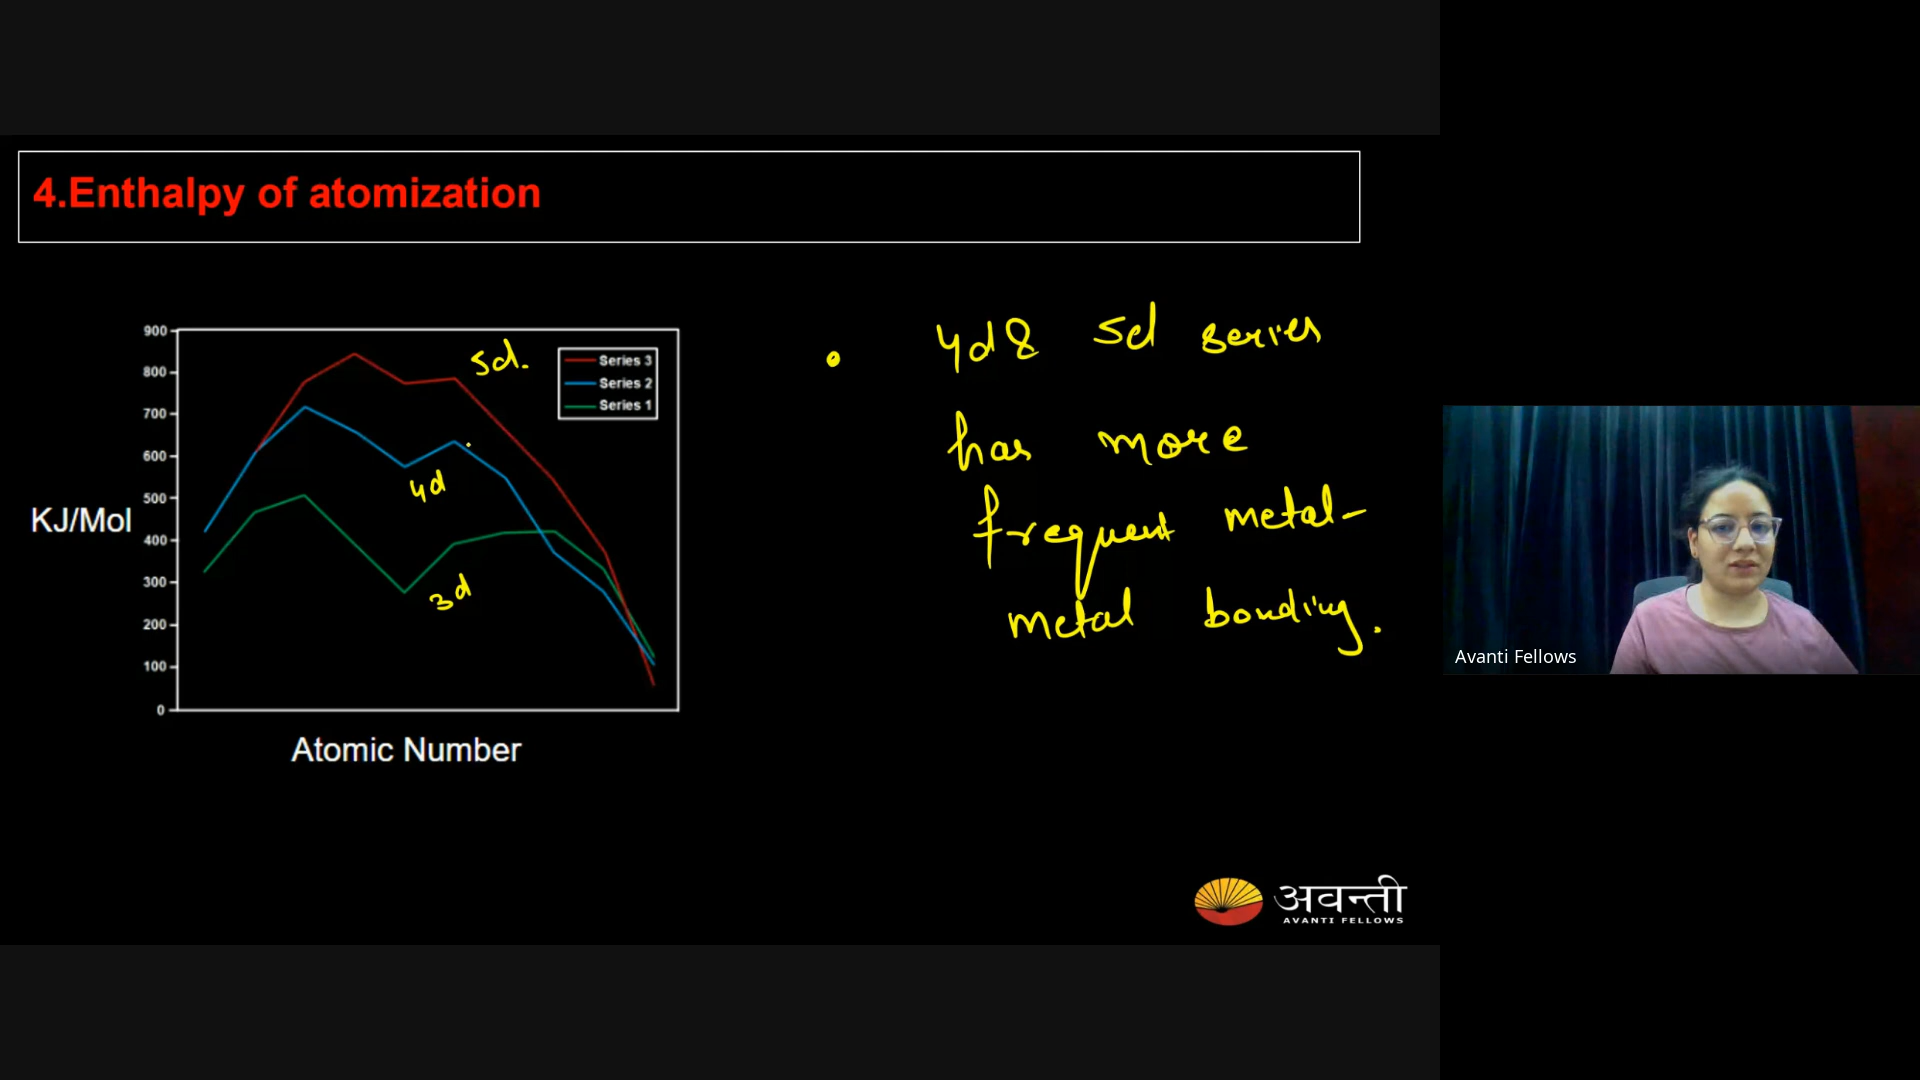 4.Enthalpy of atomization
900
800
700
600
500
400
300
200
100
0
KJ/Mol
Atomic Number
Series 3
Series 2
Series 1
5d.
4d
3d
• 4d & 5d series
has more
frequent metal-
metal bonding.
Avanti Fellows
अवन्ती
AVANTI FELLOWS